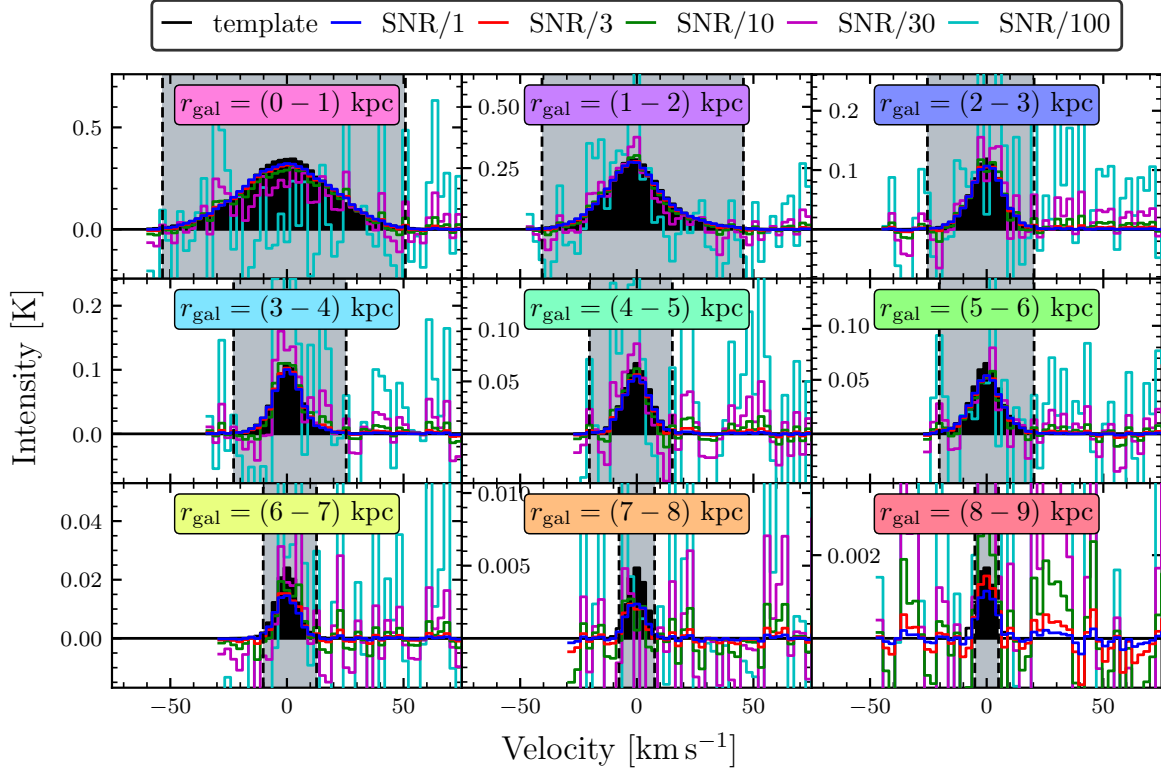 template SNR/1 SNR/3 SNR/10 SNR/30 SNR/100
r_gal = (0 − 1) kpc r_gal = (1 − 2) kpc r_gal = (2 − 3) kpc
0.5
0.0
0.50
0.25
0.2
0.1
r_gal = (3 − 4) kpc r_gal = (4 − 5) kpc r_gal = (5 − 6) kpc
0.2
0.1
0.0
0.10
0.05
0.10
0.05
r_gal = (6 − 7) kpc r_gal = (7 − 8) kpc r_gal = (8 − 9) kpc
0.04
0.02
0.00
0.010
0.005
0.002
−50 0 50 −50 0 50 −50 0 50
Intensity [K]
Velocity [km s⁻¹]